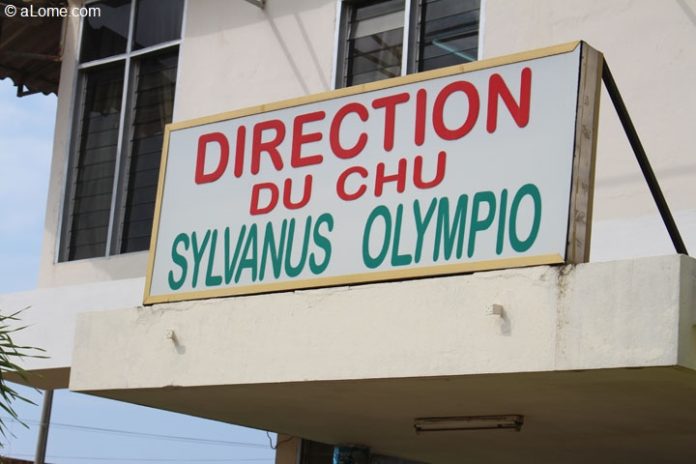 © aLome.com
DIRECTION
DU CHU
SYLVANUS OLYMPIO